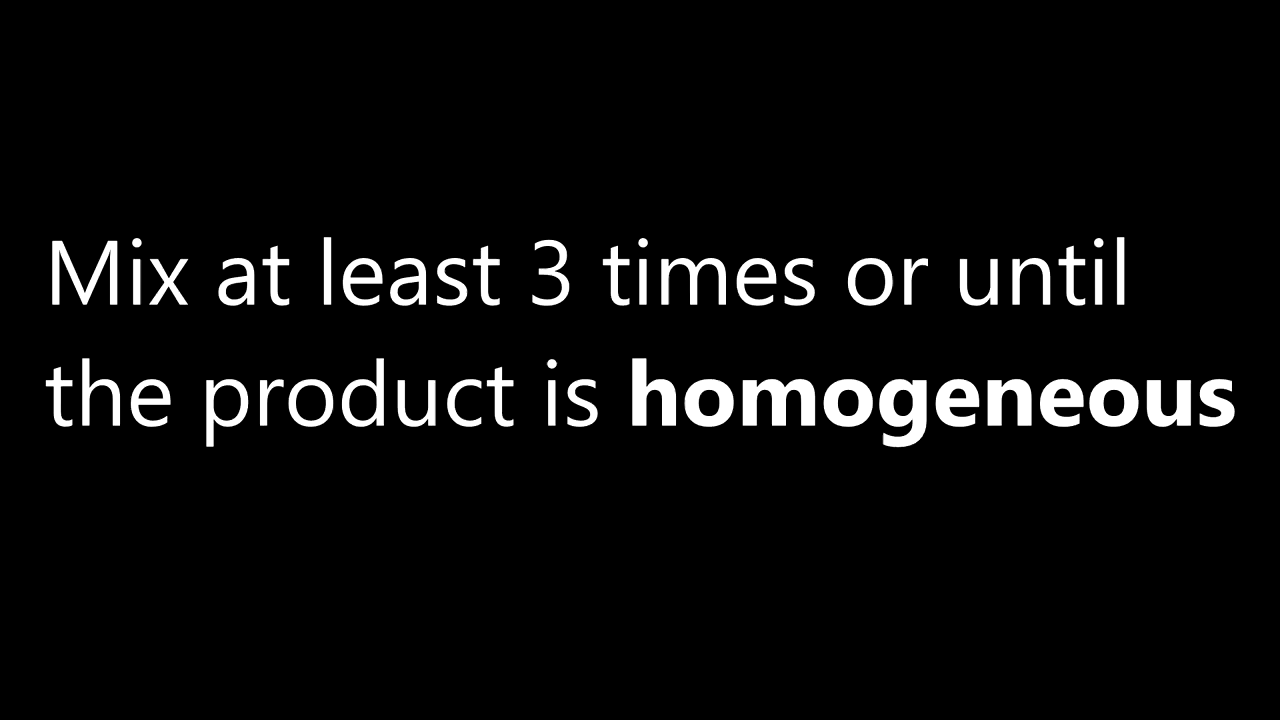 Mix at least 3 times or until
the product is homogeneous